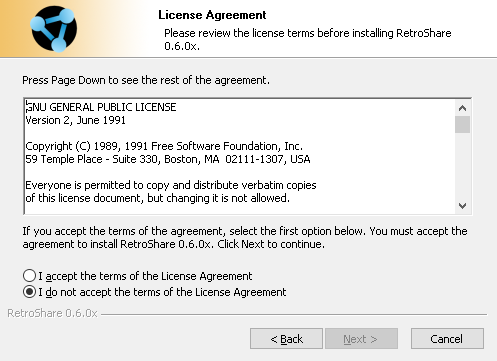 License Agreement
Please review the license terms before installing RetroShare
0.6.0x.
Press Page Down to see the rest of the agreement.
GNU GENERAL PUBLIC LICENSE
Version 2, June 1991
Copyright (C) 1989, 1991 Free Software Foundation, Inc.
59 Temple Place - Suite 330, Boston, MA  02111-1307, USA
Everyone is permitted to copy and distribute verbatim copies
of this license document, but changing it is not allowed.
If you accept the terms of the agreement, select the first option below. You must accept the
agreement to install RetroShare 0.6.0x. Click Next to continue.
I accept the terms of the License Agreement
I do not accept the terms of the License Agreement
RetroShare 0.6.0x
< Back
Next >
Cancel